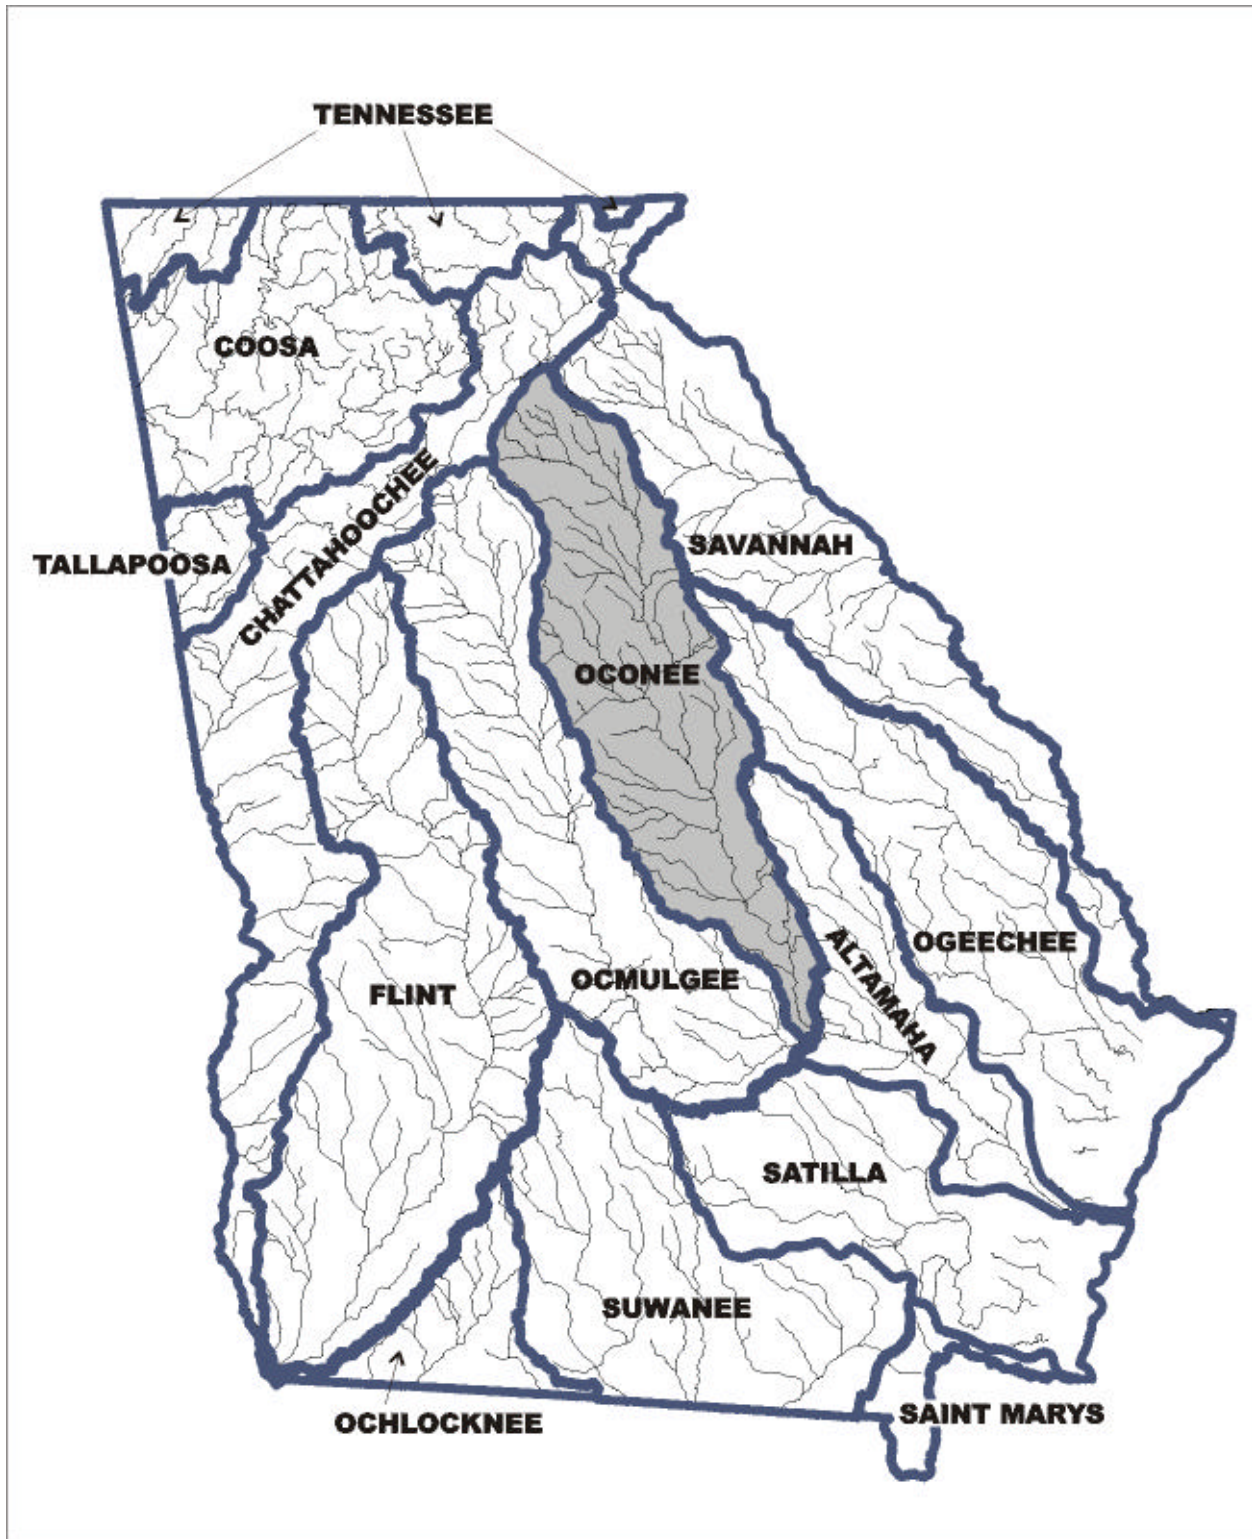 TENNESSEE
COOSA
CHATTAHOOCHEE
SAVANNAH
TALLAPOOSA
OCONEE
ALTAMAHA
OGEECHEE
FLINT
OCMULGEE
SATILLA
SUWANEE
SAINT MARYS
OCHLOCKNEE